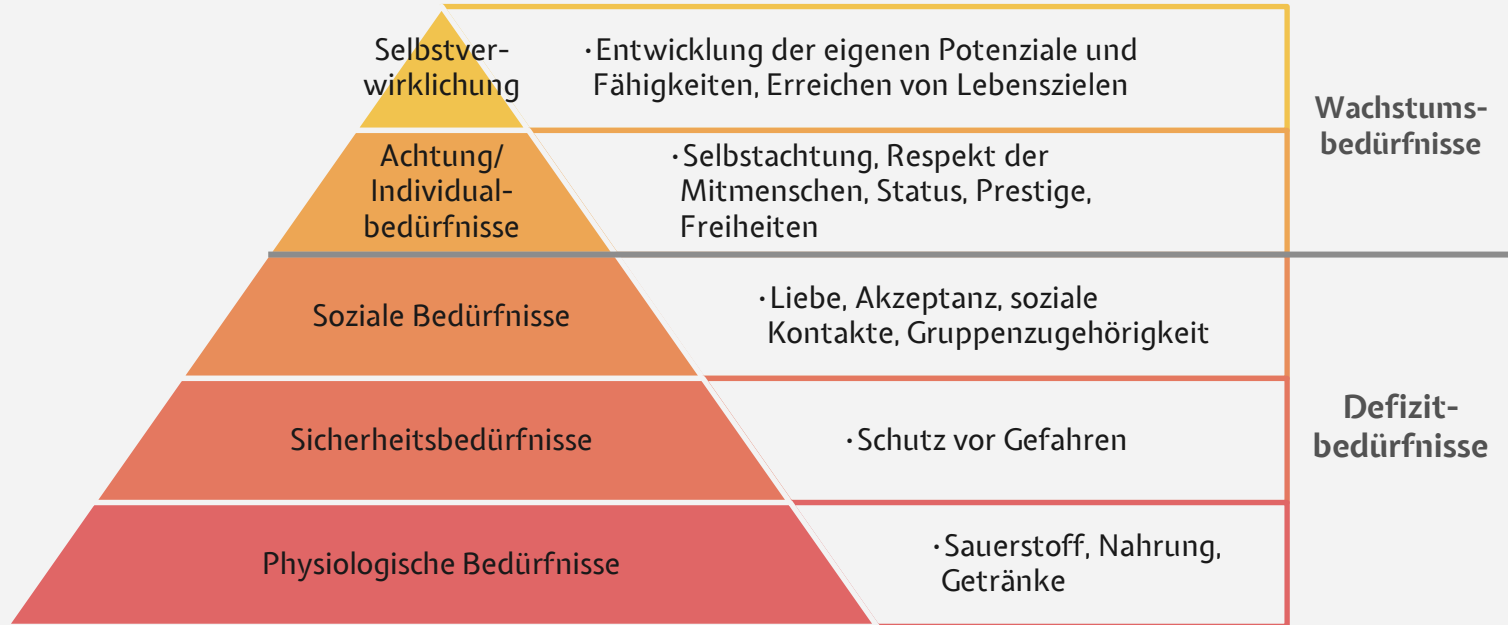 Selbstver-
wirklichung
·Entwicklung der eigenen Potenziale und
Fähigkeiten, Erreichen von Lebenszielen
Wachstums-
bedürfnisse
Achtung/
Individual-
bedürfnisse
·Selbstachtung, Respekt der
Mitmenschen, Status, Prestige,
Freiheiten
Soziale Bedürfnisse
·Liebe, Akzeptanz, soziale
Kontakte, Gruppenzugehörigkeit
Defizit-
bedürfnisse
Sicherheitsbedürfnisse
·Schutz vor Gefahren
Physiologische Bedürfnisse
·Sauerstoff, Nahrung,
Getränke